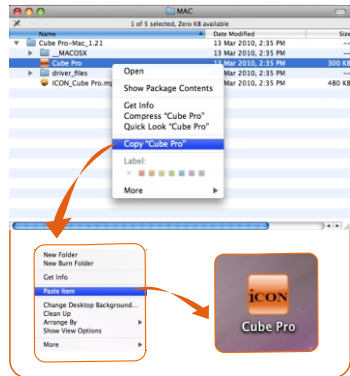 MAC
1 of 5 selected, Zero KB available
Name Date Modified Size
Cube Pro-Mac_1.21 13 Mar 2010, 2:35 PM --
__MACOSX 13 Mar 2010, 2:35 PM --
Cube Pro 13 Mar 2010, 2:35 PM 300 KB
driver_files 13 Mar 2010, 2:35 PM --
iCON_Cube Pro.mp 13 Mar 2010, 2:35 PM 480 KB
Open
Show Package Contents
Get Info
Compress "Cube Pro"
Quick Look "Cube Pro"
Copy "Cube Pro"
Label:
More
New Folder
New Burn Folder
Get Info
Paste Item
Change Desktop Background...
Clean Up
Arrange By
Show View Options
More
iCON
Cube Pro